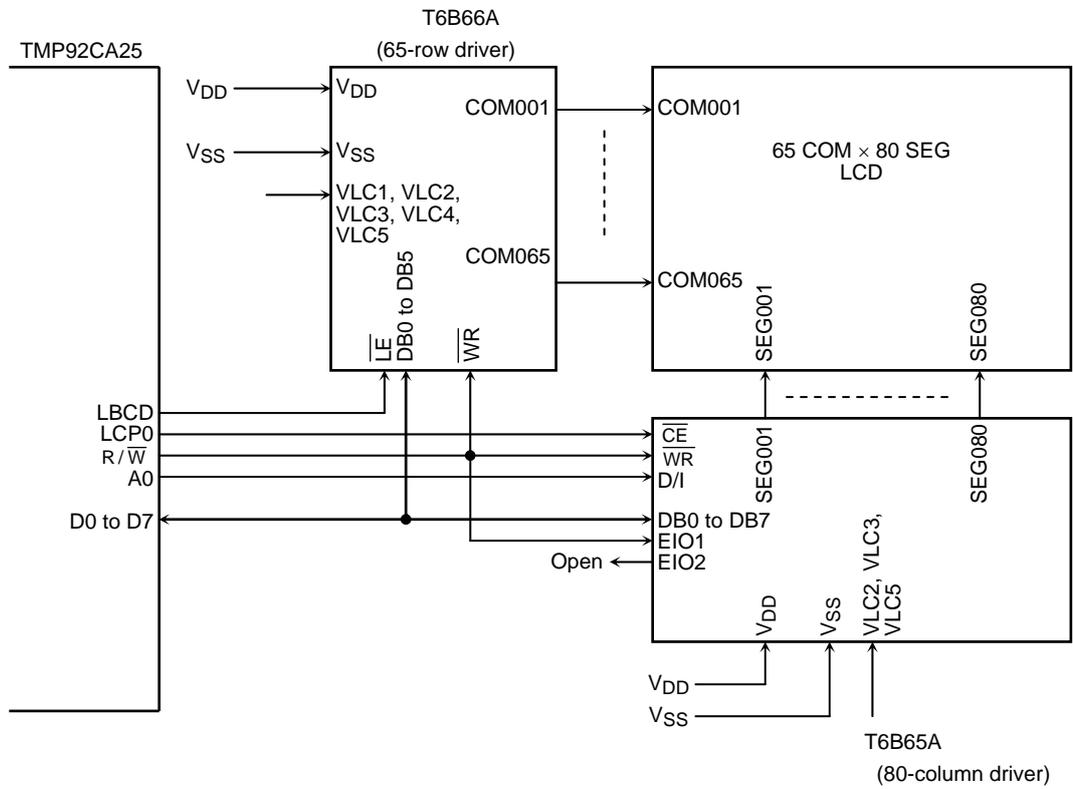 T6B66A
(65-row driver)
TMP92CA25
VDD
VDD
COM001
COM001
VSS
VSS
65 COM × 80 SEG
LCD
VLC1, VLC2,
VLC3, VLC4,
VLC5
COM065
COM065
LE
DB0 to DB5
WR
SEG001
SEG080
LBCD
LCP0
R / W
A0
D0 to D7
CE
WR
D/I
DB0 to DB7
EIO1
Open
EIO2
SEG001
SEG080
VDD
VSS
VLC2, VLC3,
VLC5
VDD
VSS
T6B65A
(80-column driver)